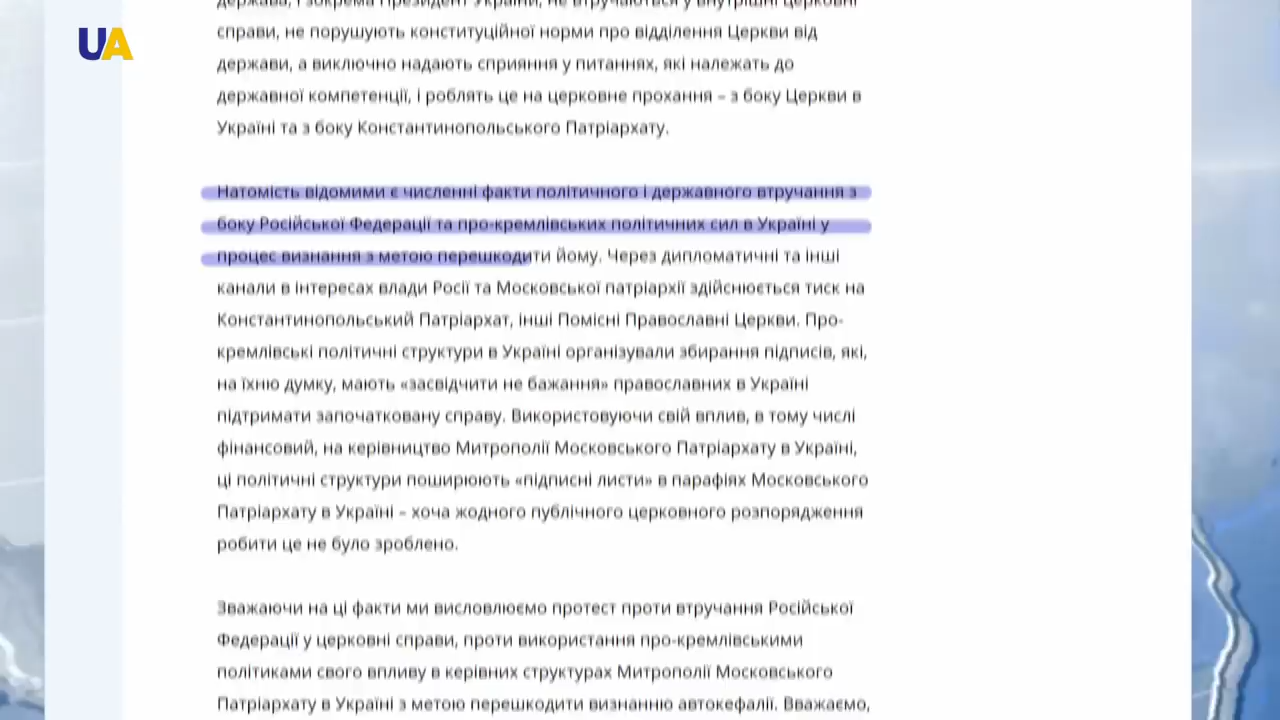 UA
держава, і зокрема Президент України, не втручаються у внутрішні церковні
справи, не порушують конституційної норми про відділення Церкви від
держави, а виключно надають сприяння у питаннях, які належать до
державної компетенції, і роблять це на церковне прохання – з боку Церкви в
Україні та з боку Константинопольського Патріархату.
Натомість відомими є численні факти політичного і державного втручання з
боку Російської Федерації та про-кремлівських політичних сил в Україні у
процес визнання з метою перешкодити йому. Через дипломатичні та інші
канали в інтересах влади Росії та Московської патріархії здійснюється тиск на
Константинопольський Патріархат, інші Помісні Православні Церкви. Про-
кремлівські політичні структури в Україні організували збирання підписів, які,
на їхню думку, мають «засвідчити не бажання» православних в Україні
підтримати започатковану справу. Використовуючи свій вплив, в тому числі
фінансовий, на керівництво Митрополії Московського Патріархату в Україні,
ці політичні структури поширюють «підписні листи» в парафіях Московського
Патріархату в Україні – хоча жодного публічного церковного розпорядження
робити це не було зроблено.
Зважаючи на ці факти ми висловлюємо протест проти втручання Російської
Федерації у церковні справи, проти використання про-кремлівськими
політиками свого впливу в керівних структурах Митрополії Московського
Патріархату в Україні з метою перешкодити визнанню автокефалії. Вважаємо,